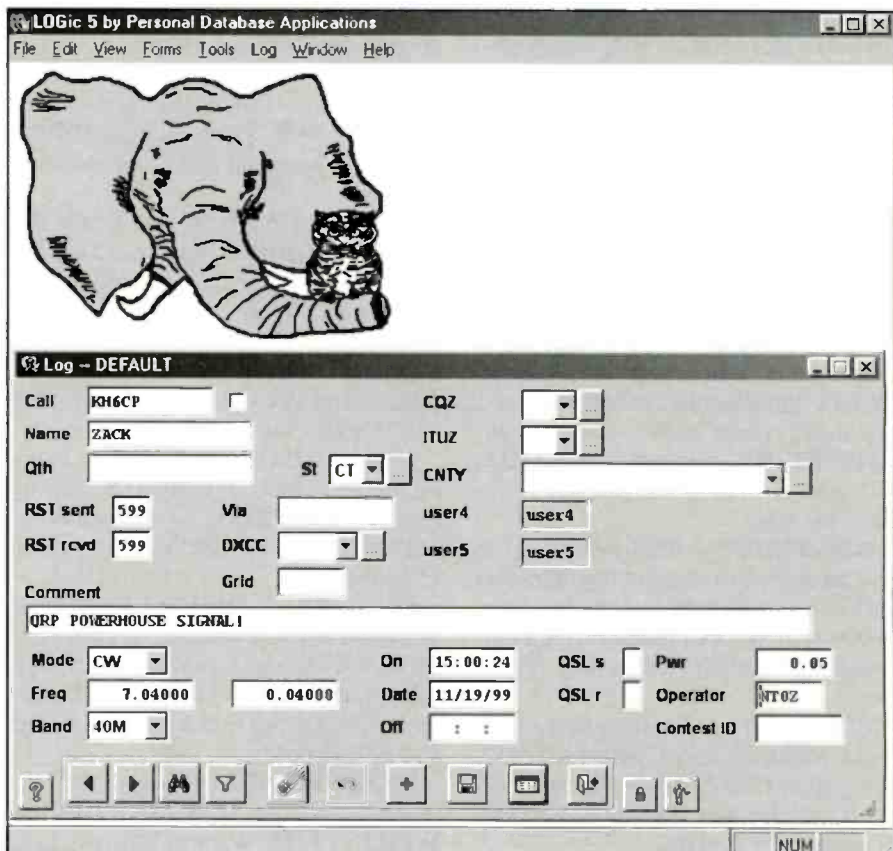 LOGic 5 by Personal Database Applications
File Edit View Forms Tools Log Window Help
Log -- DEFAULT
Call KH6CP CQZ
Name ZACK ITUZ
Qth St CT CNTY
RST sent 599 Via user4 user4
RST rcvd 599 DXCC user5 user5
Grid
Comment
QRP POWERHOUSE SIGNAL!
Mode CW On 15:00:24 QSL s Pwr 0.05
Freq 7.04000 0.04000 Date 11/19/99 QSL r Operator NT0Z
Band 40M Off : : Contest ID
NUM